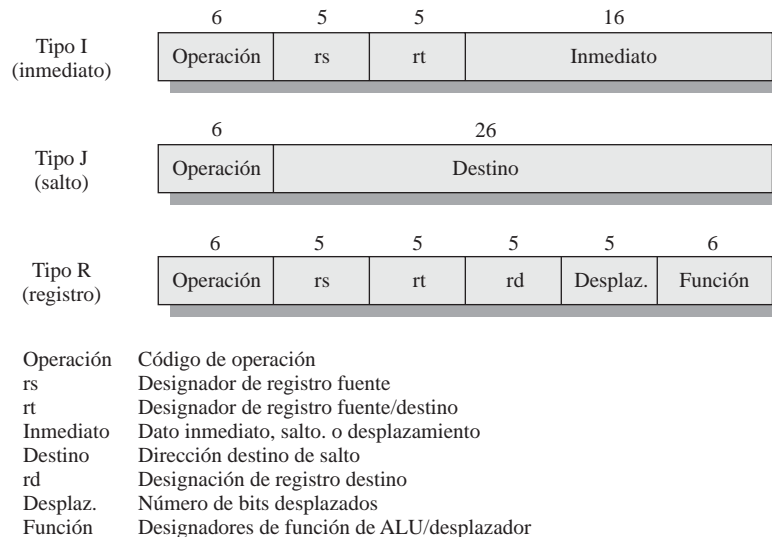 6 5 5 16
Tipo I
(inmediato)
Operación rs rt Inmediato
6 26
Tipo J
(salto)
Operación Destino
6 5 5 5 5 6
Tipo R
(registro)
Operación rs rt rd Desplaz. Función
Operación Código de operación
rs Designador de registro fuente
rt Designador de registro fuente/destino
Inmediato Dato inmediato, salto. o desplazamiento
Destino Dirección destino de salto
rd Designación de registro destino
Desplaz. Número de bits desplazados
Función Designadores de función de ALU/desplazador